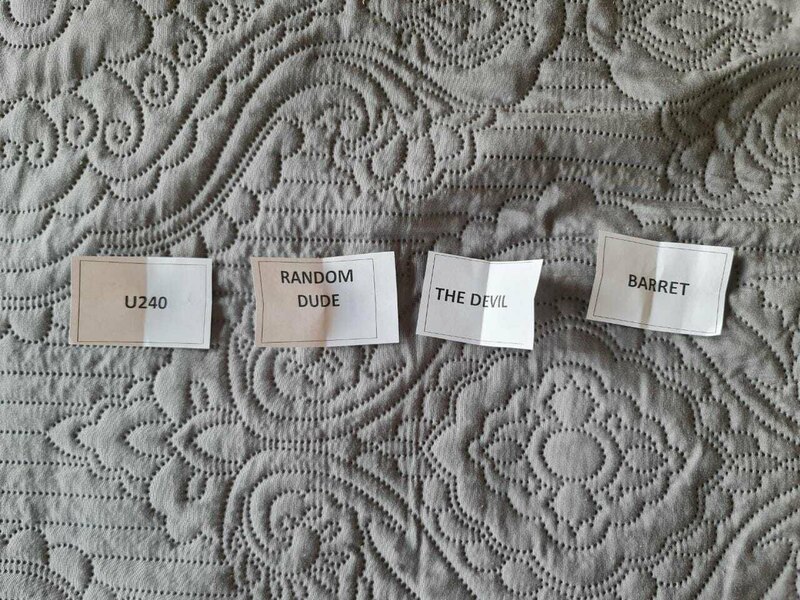 U240
RANDOM
DUDE
THE DEVIL
BARRET